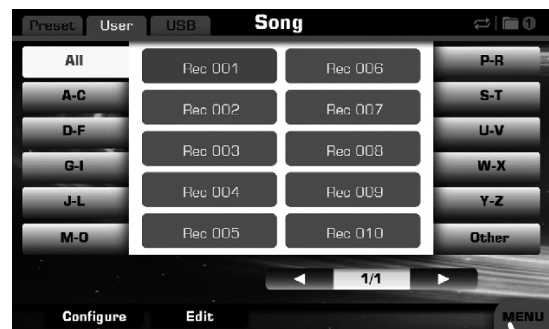 Preset User USB Song 1
All Rec 001 Rec 006 P-R
A-C Rec 002 Rec 007 S-T
D-F Rec 003 Rec 008 U-V
G-I Rec 004 Rec 009 W-X
J-L Rec 005 Rec 010 Y-Z
M-O Other
1/1
Configure Edit MENU